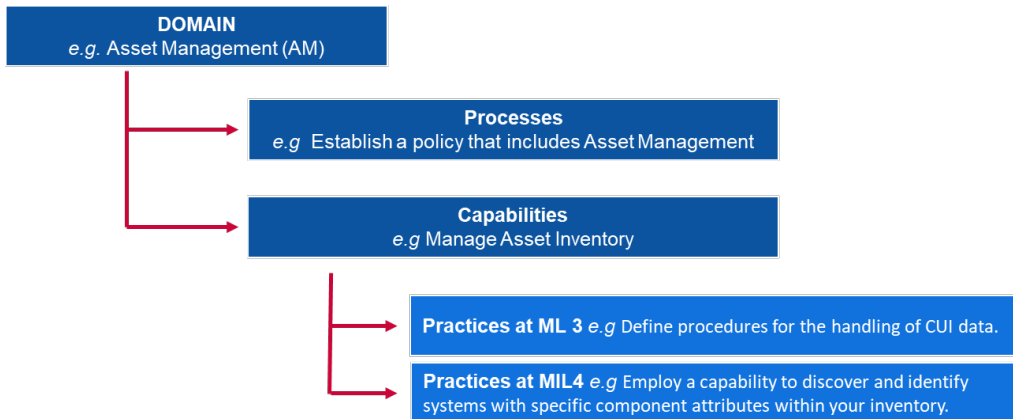 DOMAIN
e.g. Asset Management (AM)
Processes
e.g Establish a policy that includes Asset Management
Capabilities
e.g Manage Asset Inventory
Practices at ML 3 e.g Define procedures for the handling of CUI data.
Practices at MIL4 e.g Employ a capability to discover and identify
systems with specific component attributes within your inventory.